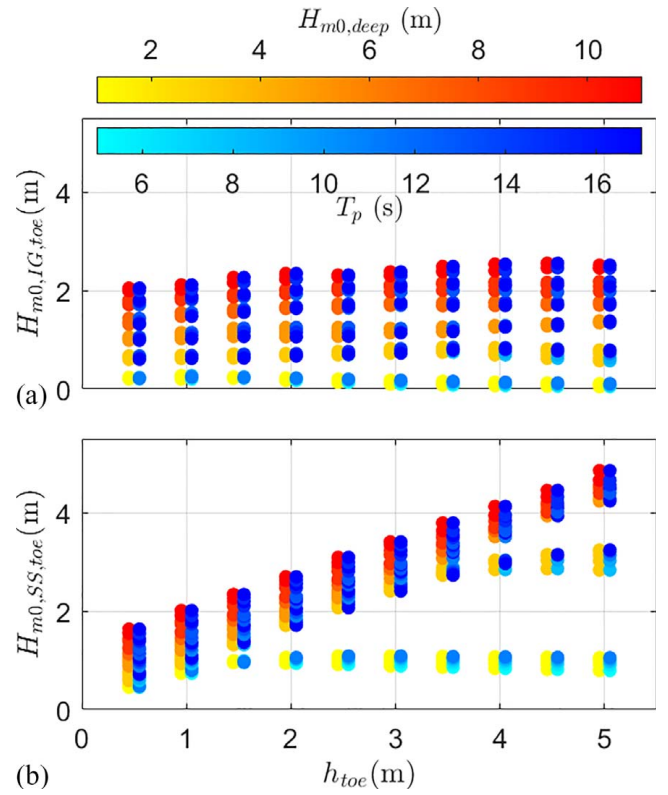 H_{m0,deep} (m)
2 4 6 8 10
6 8 10 12 14 16
T_p (s)
H_{m0,IG,toe}(m)
4
2
0
(a)
H_{m0,SS,toe}(m)
4
2
0
0 1 2 3 4 5
h_{toe}(m)
(b)